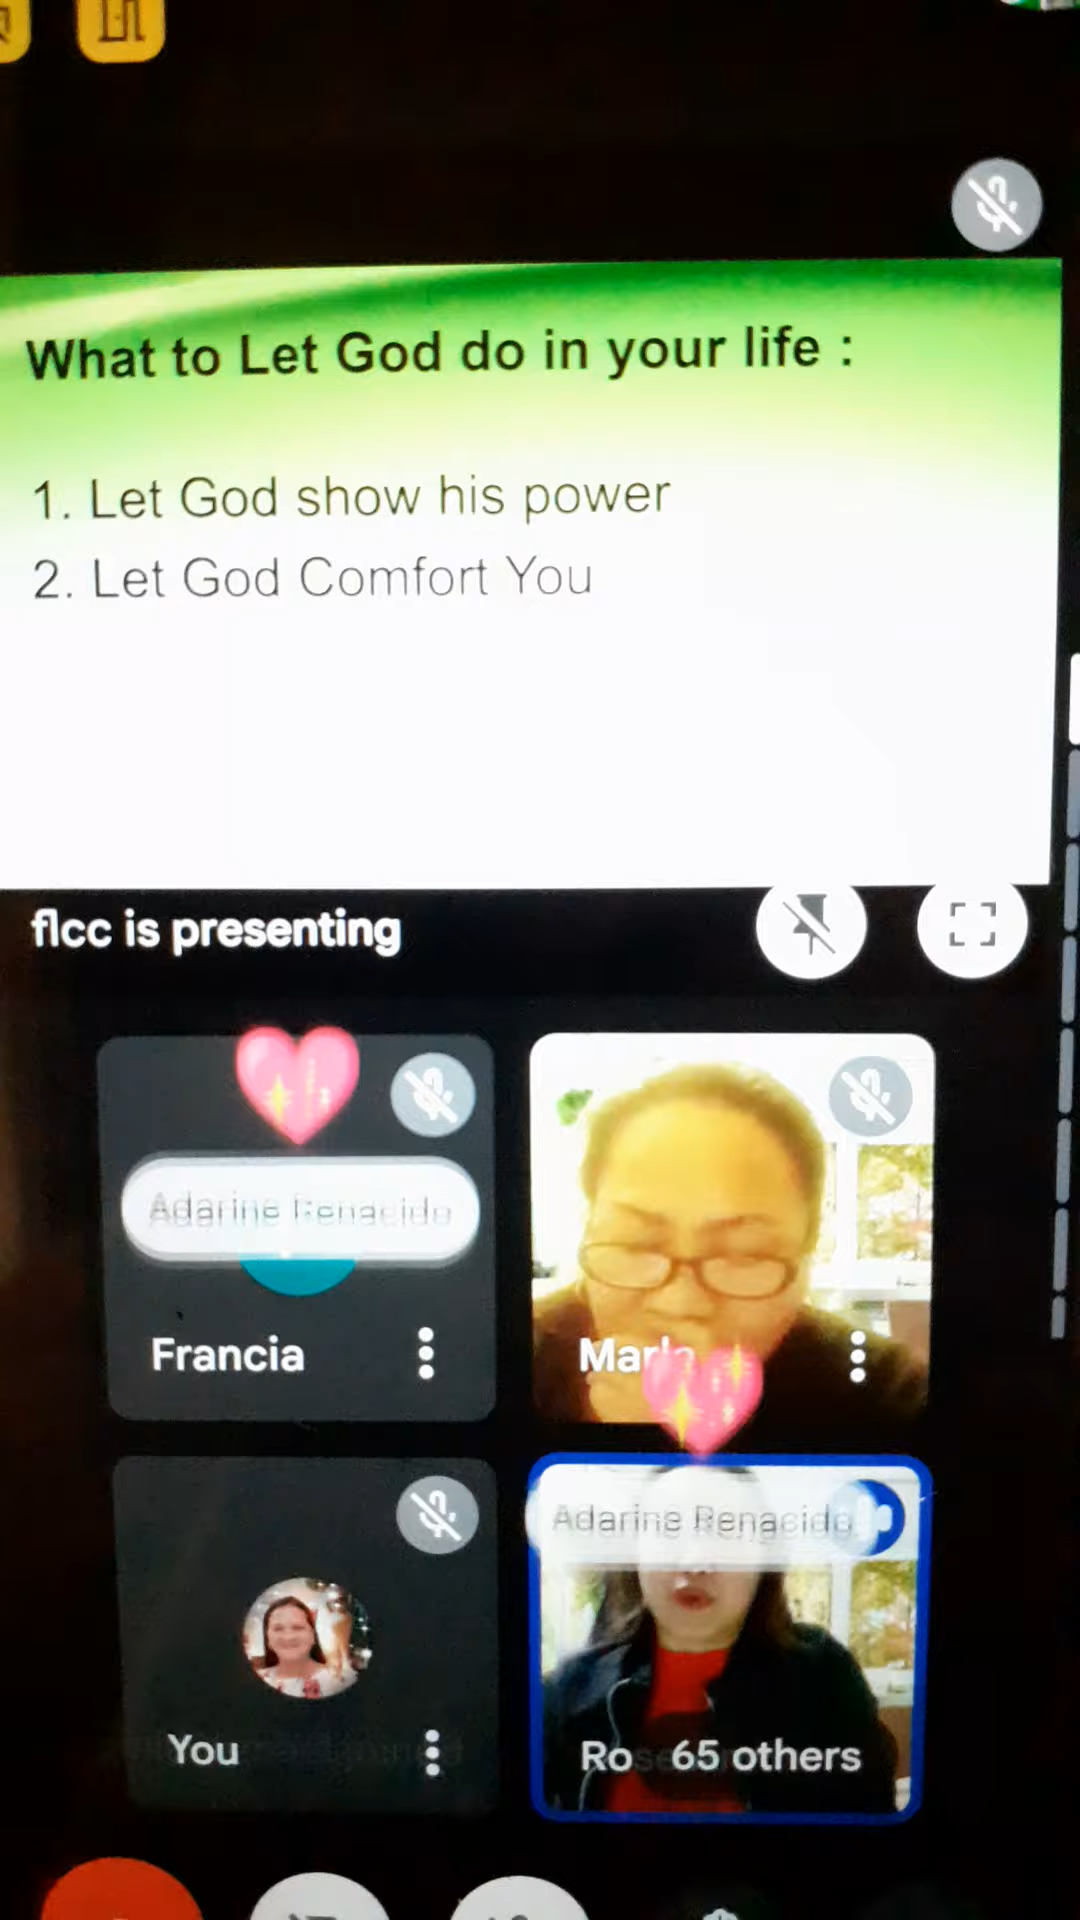 What to Let God do in your life :
1. Let God show his power
2. Let God Comfort You
flcc is presenting
Adarine Renacido
Francia
Adarine Renacido
You
65 others